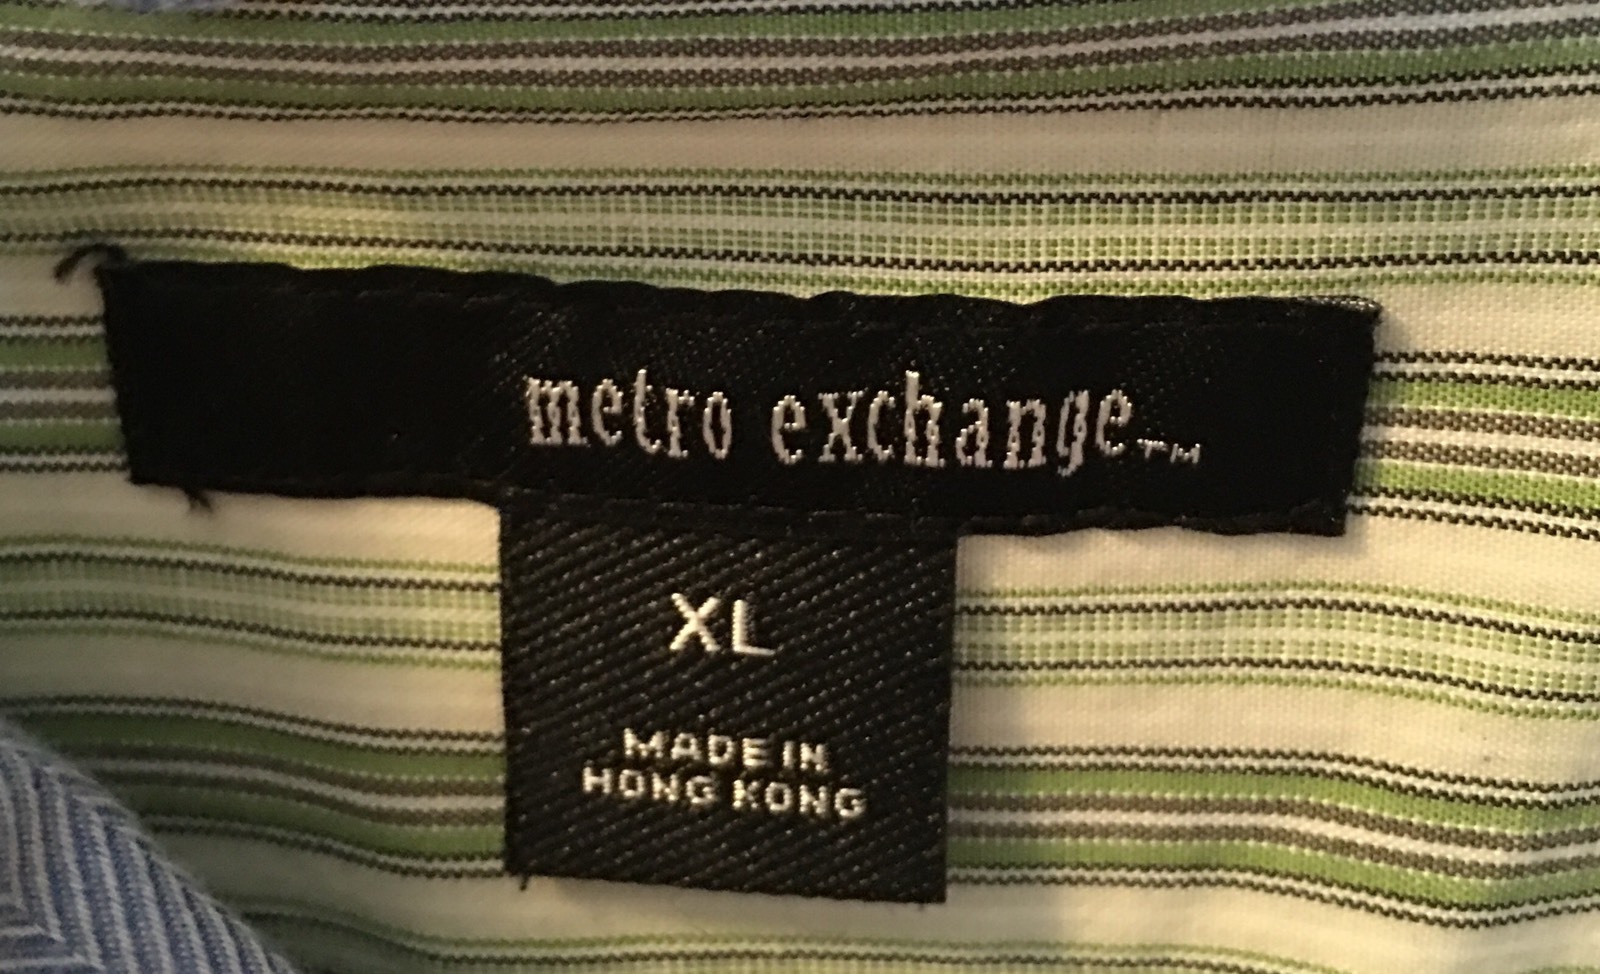 metro exchange™
XL
MADE IN
HONG KONG